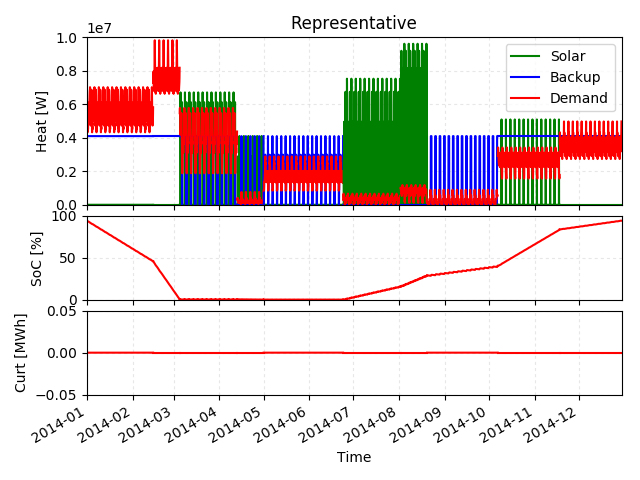 Representative
1e7
1.0
0.8
0.6
0.4
0.2
0.0
Heat [W]
Solar
Backup
Demand
100
50
0
SoC [%]
0.05
0.00
−0.05
Curt [MWh]
2014-01
2014-02
2014-03
2014-04
2014-05
2014-06
2014-07
2014-08
2014-09
2014-10
2014-11
2014-12
Time